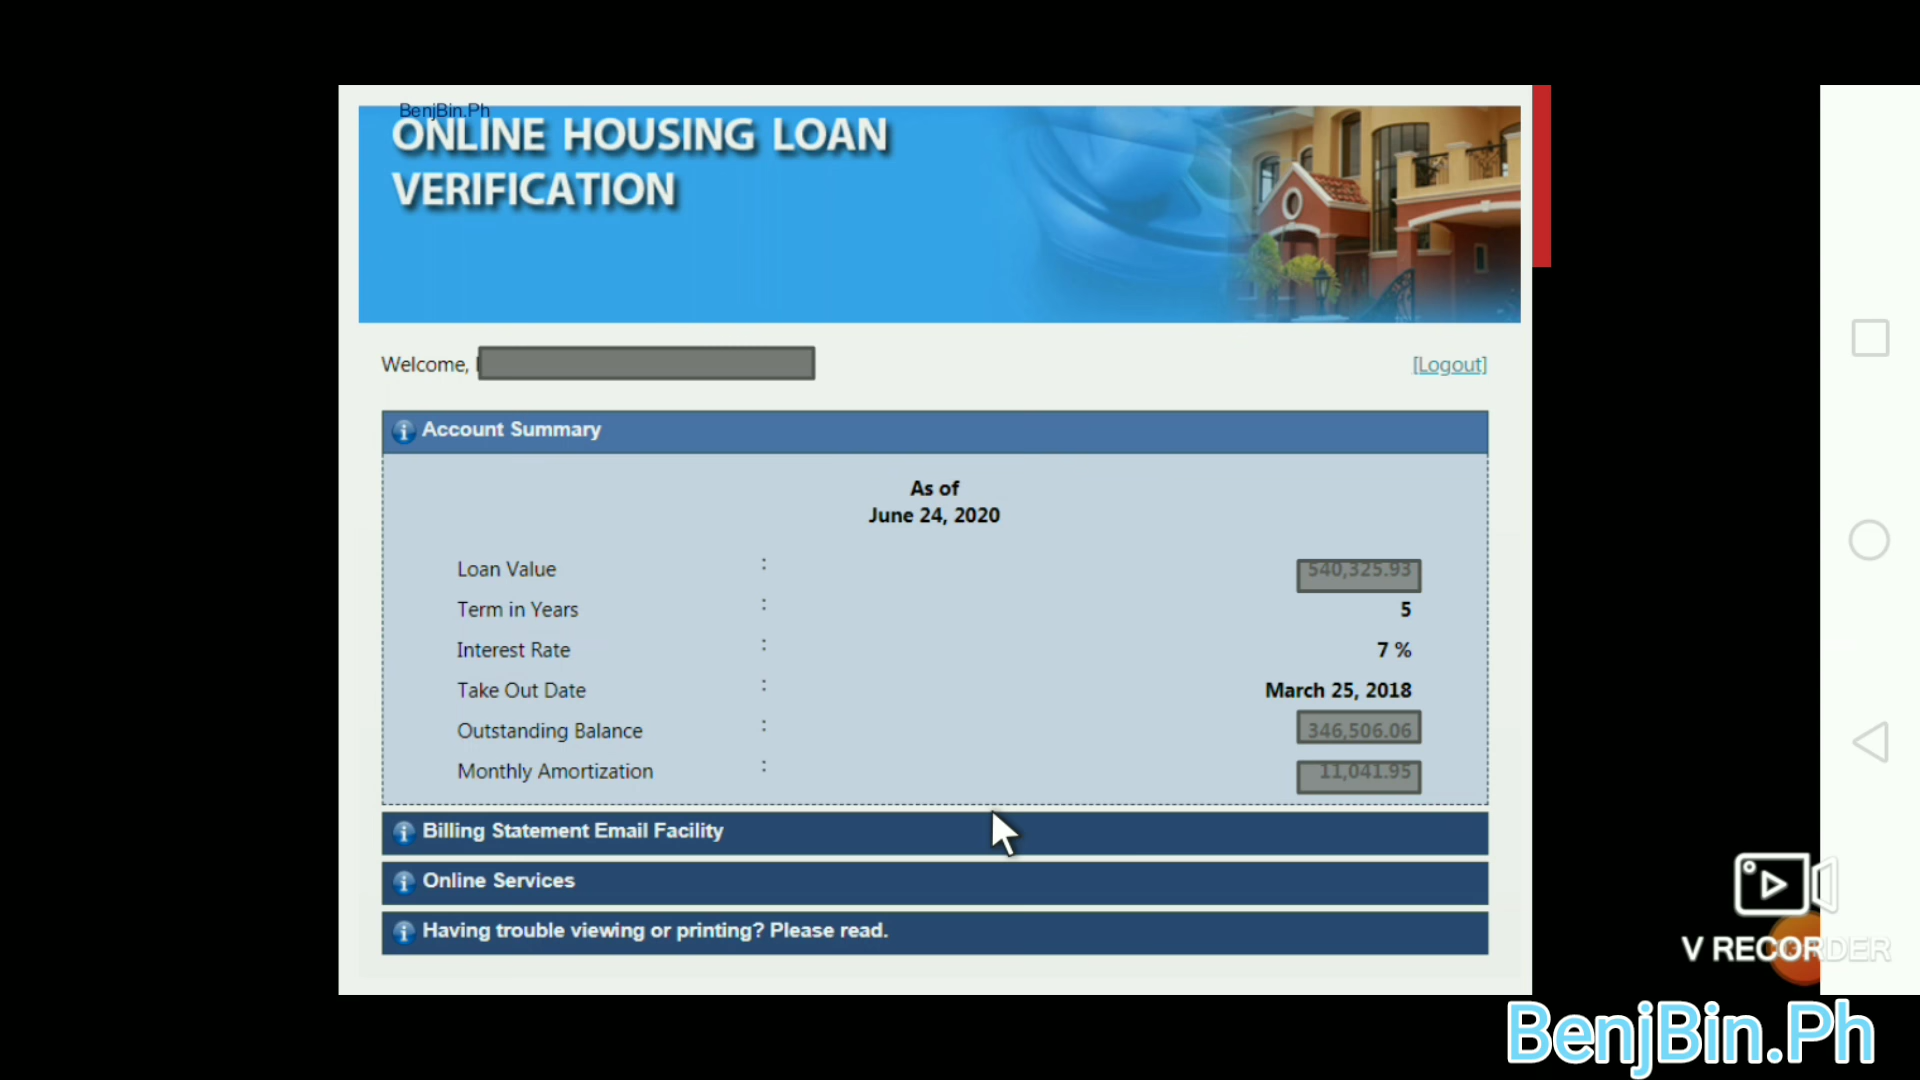 BenjBin.Ph
ONLINE HOUSING LOAN
VERIFICATION
Welcome,
[Logout]
Account Summary
As of
June 24, 2020
Loan Value : 540,325.93
Term in Years : 5
Interest Rate : 7 %
Take Out Date : March 25, 2018
Outstanding Balance : 346,506.06
Monthly Amortization : 11,041.95
Billing Statement Email Facility
Online Services
Having trouble viewing or printing? Please read.
V RECORDER
BenjBin.Ph